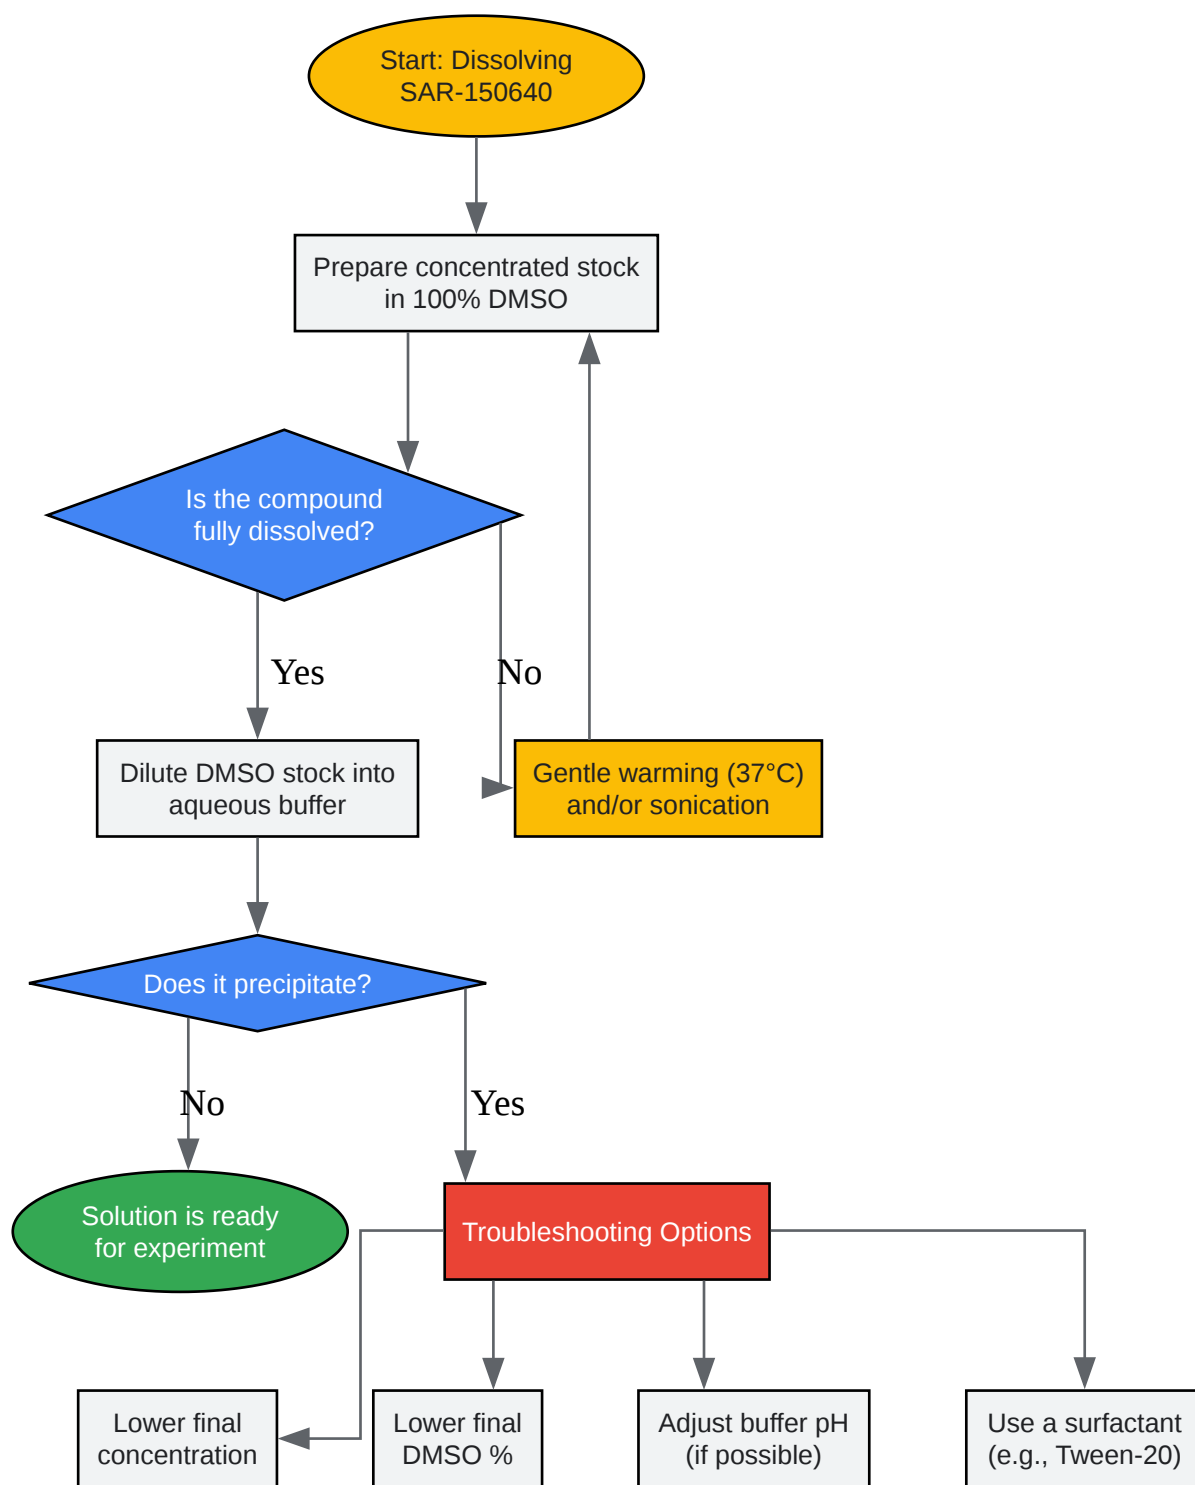 Start: Dissolving
SAR-150640
Prepare concentrated stock
in 100% DMSO
Is the compound
fully dissolved?
Yes
No
Dilute DMSO stock into
aqueous buffer
Gentle warming (37°C)
and/or sonication
Does it precipitate?
No
Yes
Solution is ready
for experiment
Troubleshooting Options
Lower final
concentration
Lower final
DMSO %
Adjust buffer pH
(if possible)
Use a surfactant
(e.g., Tween-20)